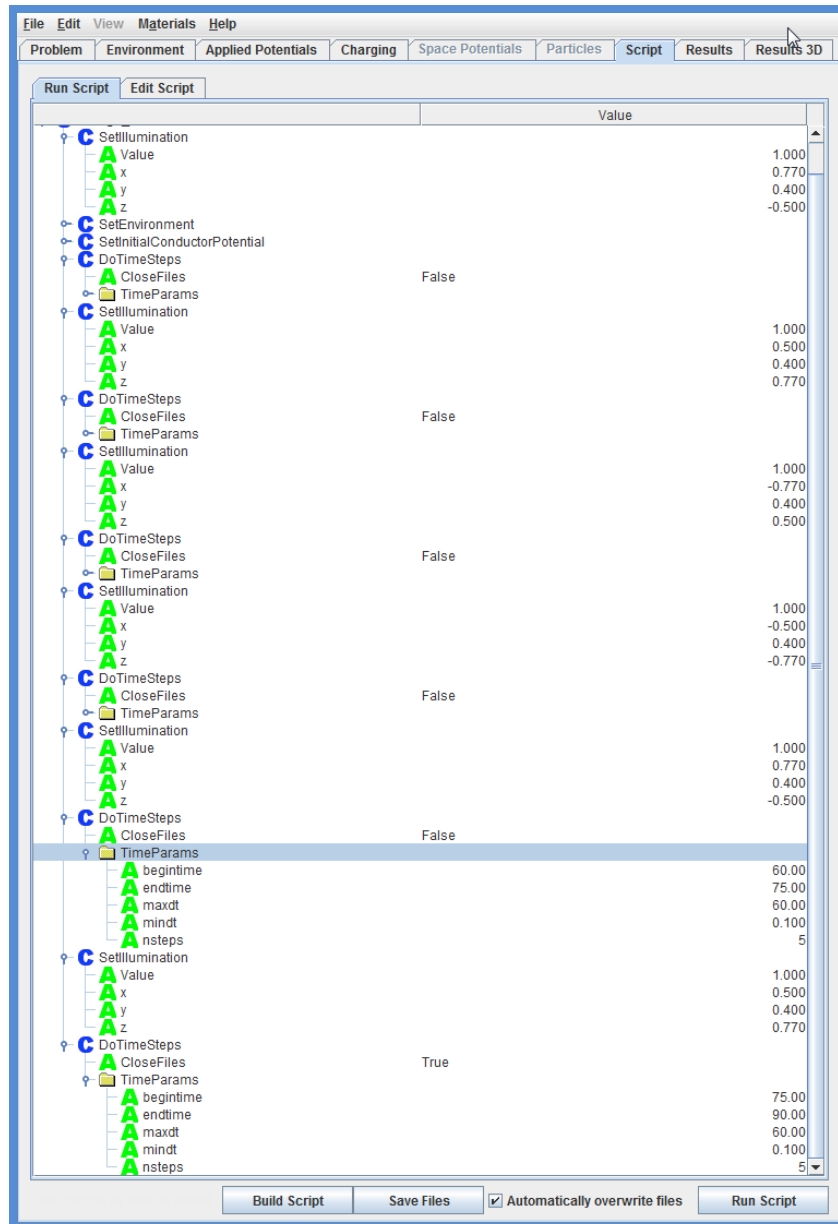 File Edit View Materials Help
Problem Environment Applied Potentials Charging Space Potentials Particles Script Results Results 3D
Run Script Edit Script
Value
C SetIllumination
A Value 1.000
A x 0.770
A y 0.400
A z -0.500
C SetEnvironment
C SetInitialConductorPotential
C DoTimeSteps
A CloseFiles False
TimeParams
C SetIllumination
A Value 1.000
A x 0.500
A y 0.400
A z 0.770
C DoTimeSteps
A CloseFiles False
TimeParams
C SetIllumination
A Value 1.000
A x -0.770
A y 0.400
A z 0.500
C DoTimeSteps
A CloseFiles False
TimeParams
C SetIllumination
A Value 1.000
A x -0.500
A y 0.400
A z -0.770
C DoTimeSteps
A CloseFiles False
TimeParams
C SetIllumination
A Value 1.000
A x 0.770
A y 0.400
A z -0.500
C DoTimeSteps
A CloseFiles False
TimeParams
A begintime 60.00
A endtime 75.00
A maxdt 60.00
A mindt 0.100
A nsteps 5
C SetIllumination
A Value 1.000
A x 0.500
A y 0.400
A z 0.770
C DoTimeSteps
A CloseFiles True
TimeParams
A begintime 75.00
A endtime 90.00
A maxdt 60.00
A mindt 0.100
A nsteps 5
Build Script Save Files Automatically overwrite files Run Script